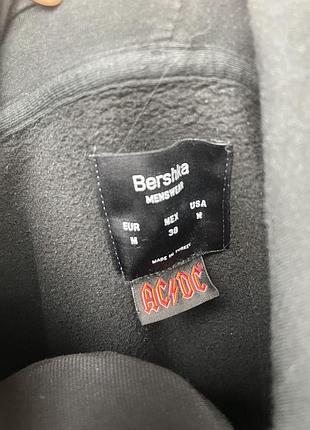 Bershka
MENSWEAR
EUR MEX USA
M 38 M
MADE IN TURKEY
AC/DC